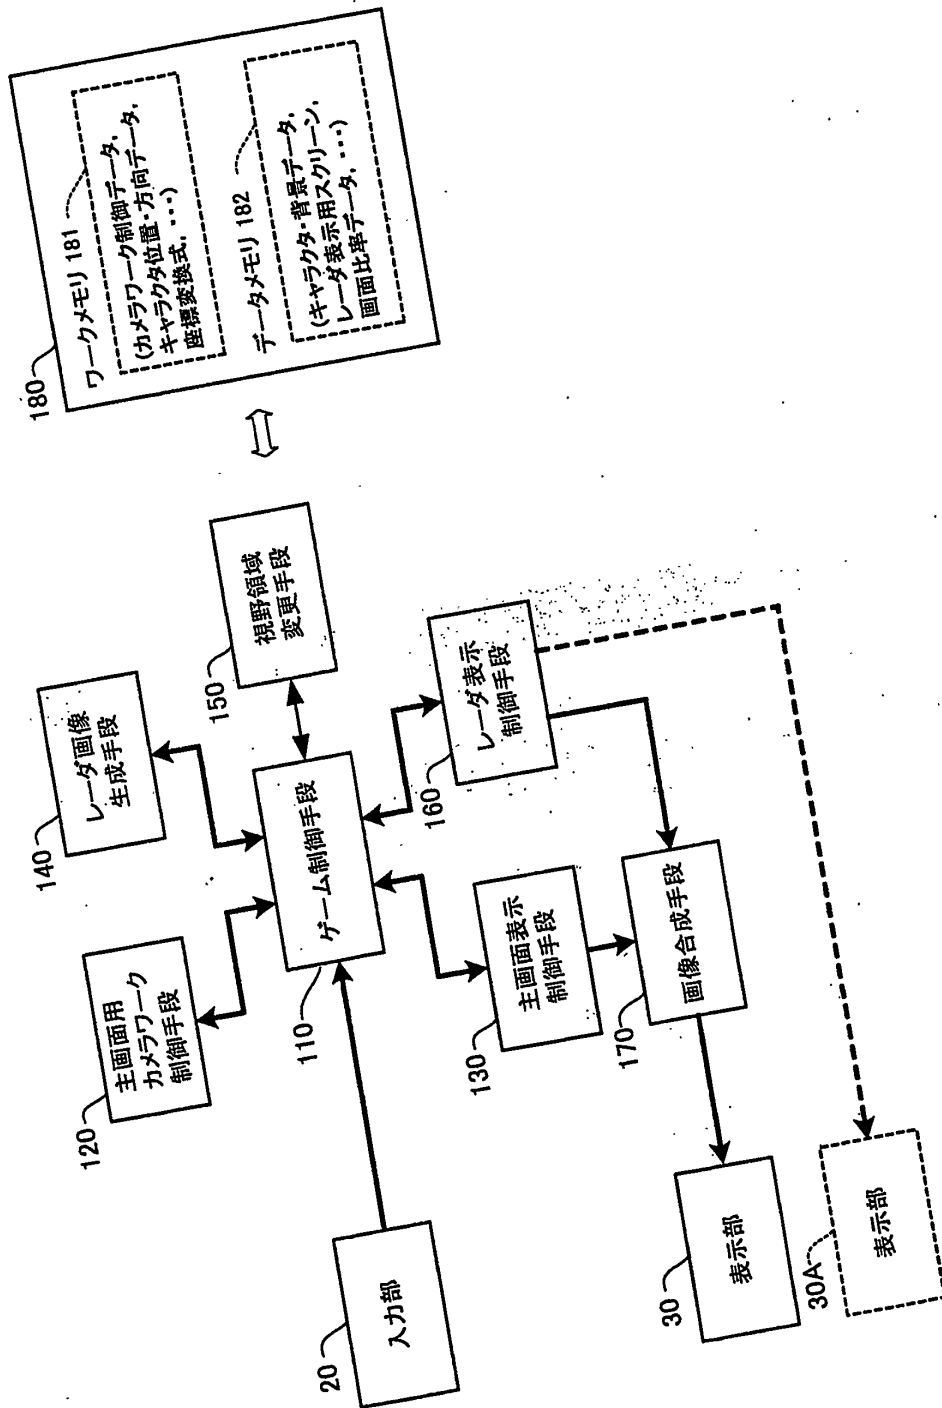 20
入力部
120
主画面用
カメラワーク
制御手段
140
レーダ画像
生成手段
110
ゲーム制御手段
150
視野領域
変更手段
130
主画面表示
制御手段
160
レーダ表示
制御手段
170
画像合成手段
30
表示部
30A
表示部
180
ワークメモリ 181
(カメラワーク制御データ,
キャラクタ位置・方向データ,
座標変換式, ・・・)
データメモリ 182
(キャラクタ・背景データ,
レーダ表示用スクリーン,
画面比率データ, ・・・)